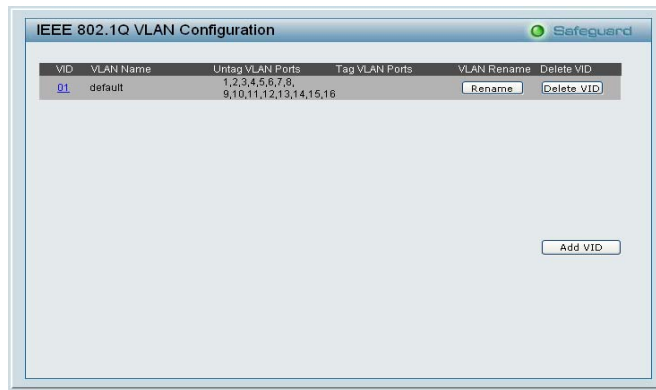 IEEE 802.1Q VLAN Configuration
Safeguard
VID VLAN Name Untag VLAN Ports Tag VLAN Ports VLAN Rename Delete VID
01 default 1,2,3,4,5,6,7,8, Rename Delete VID
9,10,11,12,13,14,15,16
Add VID